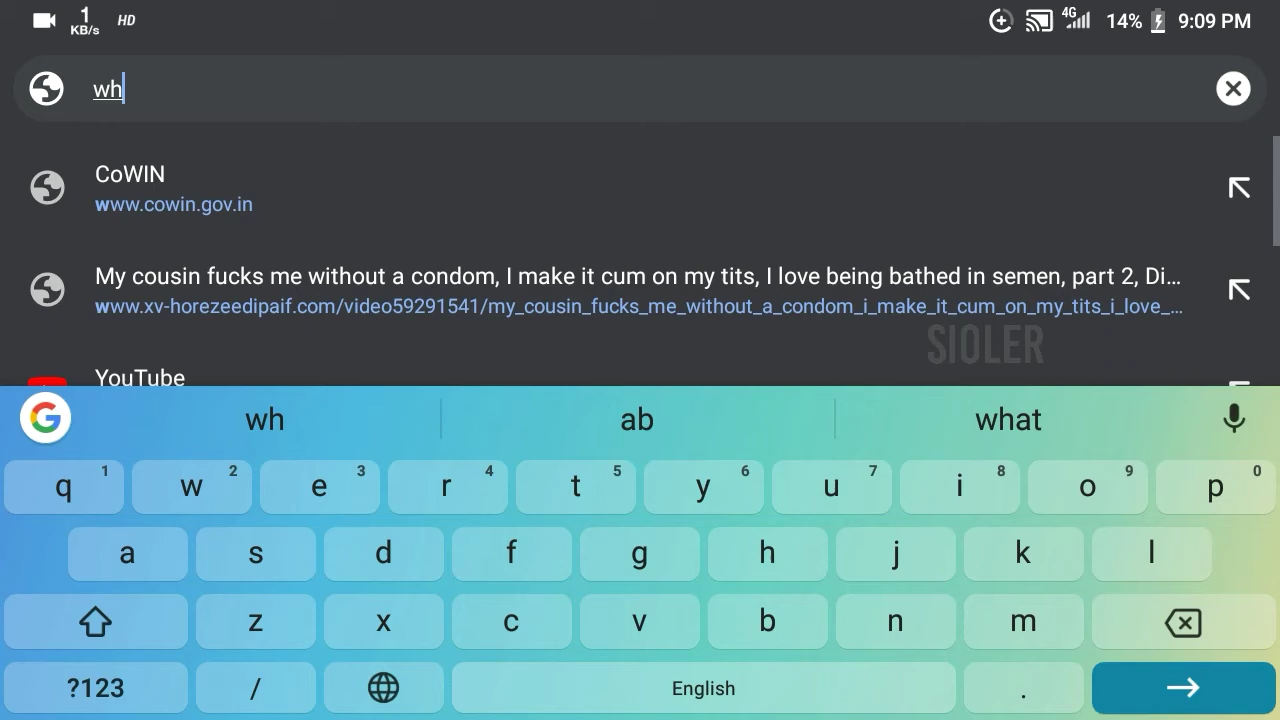 1
KB/s
HD
4G
14%
9:09 PM
wh
CoWIN
www.cowin.gov.in
My cousin fucks me without a condom, I make it cum on my tits, I love being bathed in semen, part 2, Di...
www.xv-horezeedipaif.com/video59291541/my_cousin_fucks_me_without_a_condom_i_make_it_cum_on_my_tits_i_love_...
SIOLER
YouTube
G wh ab what
1 2 3 4 5 6 7 8 9 0
q w e r t y u i o p
a s d f g h j k l
z x c v b n m
?123 / English .